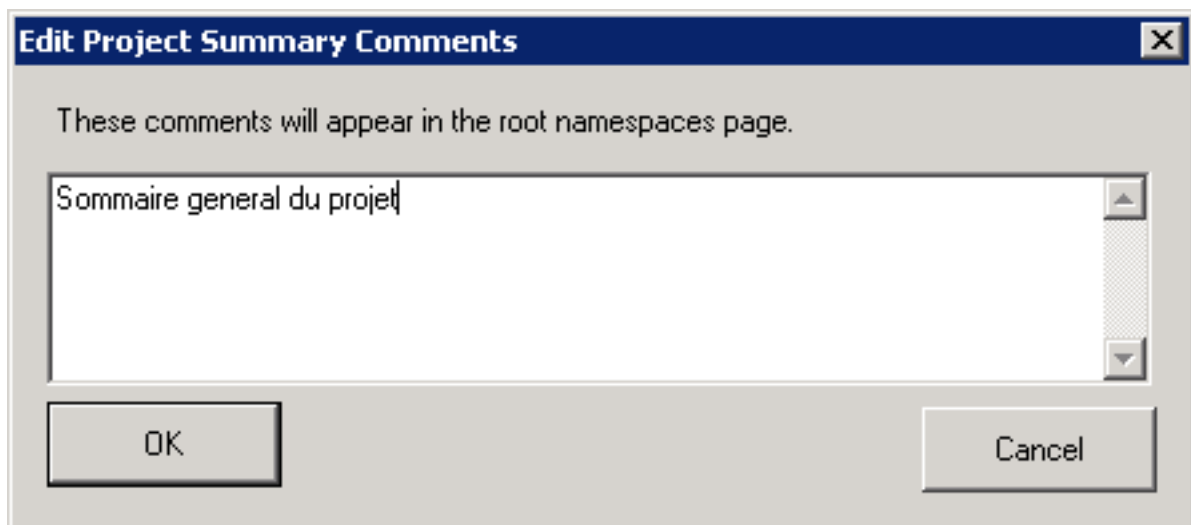 Edit Project Summary Comments
These comments will appear in the root namespaces page.
Sommaire general du projet
OK
Cancel